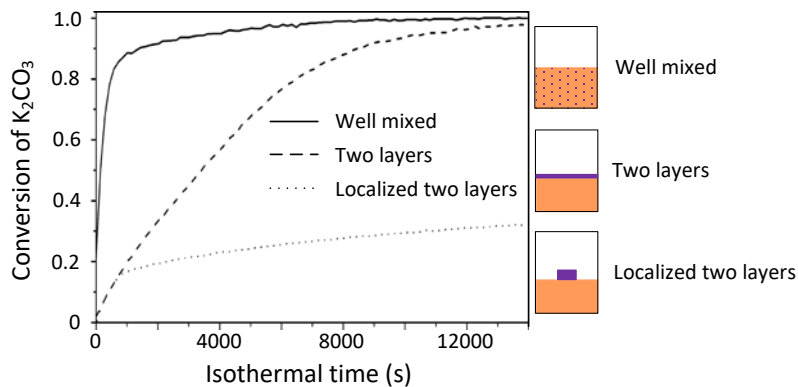 1.0
0.8
0.6
0.4
0.2
0
Conversion of K₂CO₃
0 4000 8000 12000
Isothermal time (s)
Well mixed
Two layers
Localized two layers
Well mixed
Two layers
Localized two layers